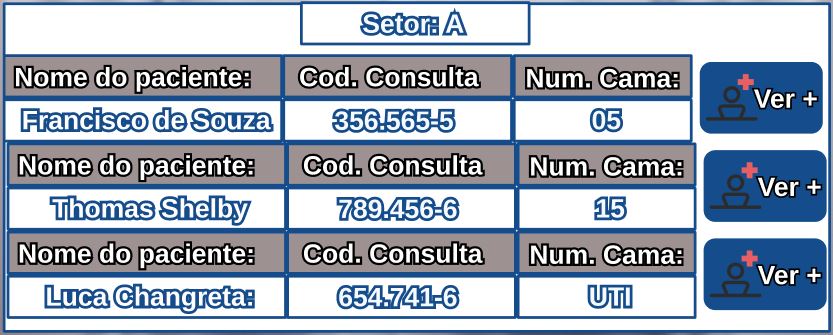 Setor: A
Nome do paciente: Cod. Consulta Num. Cama:
Francisco de Souza 356.565-5 05 Ver +
Nome do paciente: Cod. Consulta Num. Cama:
Thomas Shelby 789.456-6 15 Ver +
Nome do paciente: Cod. Consulta Num. Cama:
Luca Changreta: 654.741-6 UTI Ver +